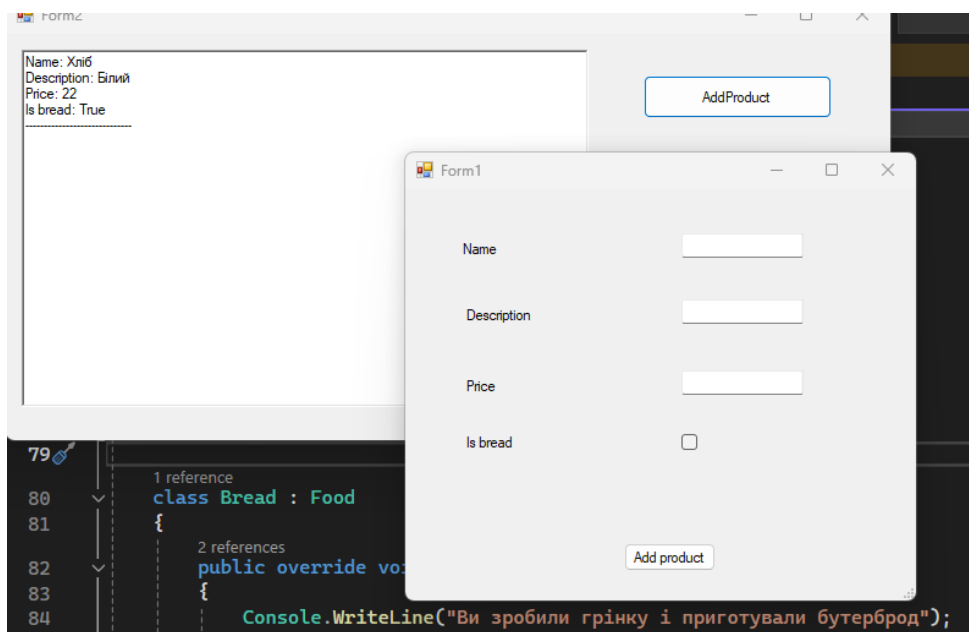 Form2
Name: Хліб
Description: Білий
Price: 22
Is bread: True
------------------------------
AddProduct
Form1
Name
Description
Price
Is bread
Add product
79
1 reference
80 class Bread : Food
81 {
2 references
82 public override vo
83 {
84 Console.WriteLine("Ви зробили грінку і приготували бутерброд");